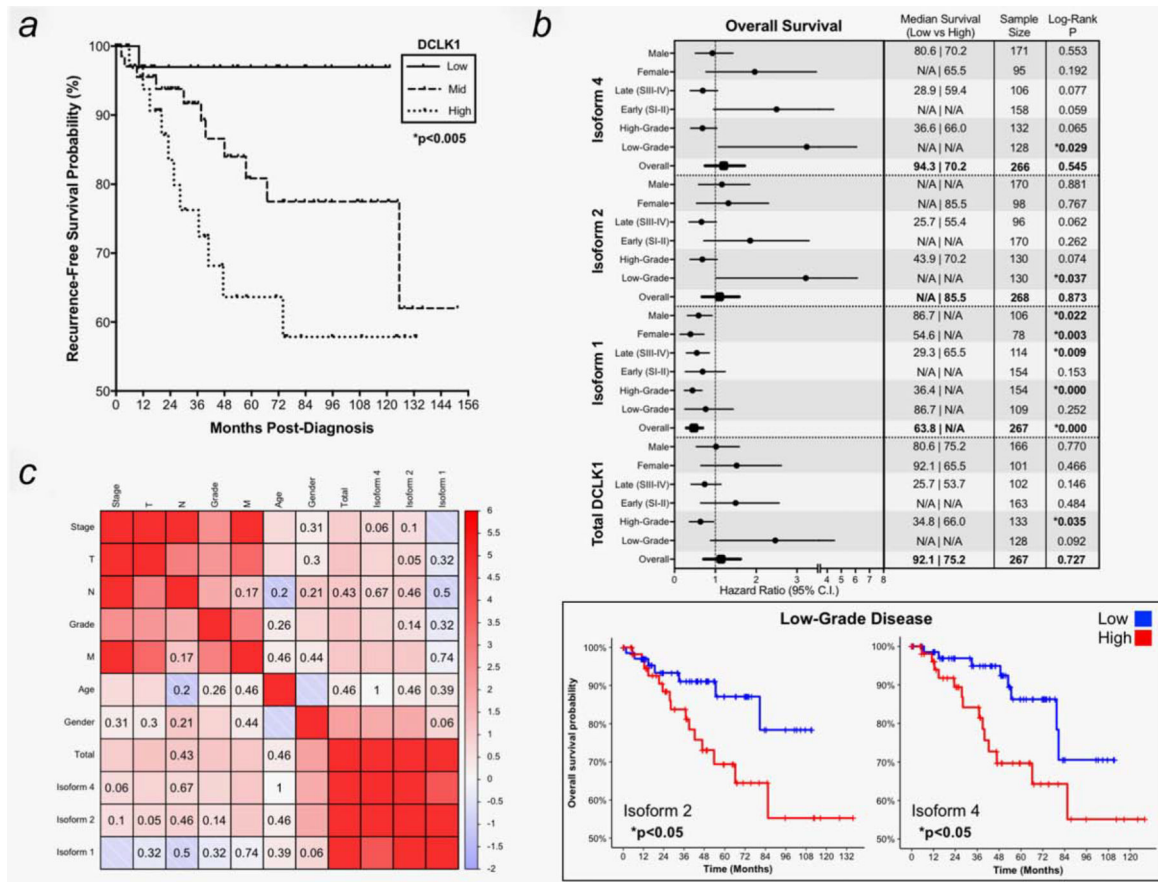 a
DCLK1
Low
Mid
High
*p<0.005
Recurrence-Free Survival Probability (%)
100
90
80
70
60
50
0 12 24 36 48 60 72 84 96 108 120 132 144 156
Months Post-Diagnosis
b
Overall Survival
Median Survival (Low vs High)
Sample Size
Log-Rank P
Isoform 4
Male 80.6 | 70.2 171 0.553
Female N/A | 65.5 95 0.192
Late (SIII-IV) 28.9 | 59.4 106 0.077
Early (SI-II) N/A | N/A 158 0.059
High-Grade 36.6 | 66.0 132 0.065
Low-Grade N/A | N/A 128 *0.029
Overall 94.3 | 70.2 266 0.545
Isoform 2
Male N/A | N/A 170 0.881
Female N/A | 85.5 98 0.767
Late (SIII-IV) 25.7 | 55.4 96 0.062
Early (SI-II) N/A | N/A 170 0.262
High-Grade 43.9 | 70.2 130 0.074
Low-Grade N/A | N/A 130 *0.037
Overall N/A | 85.5 268 0.873
Isoform 1
Male 86.7 | N/A 106 *0.022
Female 54.6 | N/A 78 *0.003
Late (SIII-IV) 29.3 | 65.5 114 *0.009
Early (SI-II) N/A | N/A 154 0.153
High-Grade 36.4 | N/A 154 *0.000
Low-Grade 86.7 | N/A 109 0.252
Overall 63.8 | N/A 267 *0.000
Total DCLK1
Male 80.6 | 75.2 166 0.770
Female 92.1 | 65.5 101 0.466
Late (SIII-IV) 25.7 | 53.7 102 0.146
Early (SI-II) N/A | N/A 163 0.484
High-Grade 34.8 | 66.0 133 *0.035
Low-Grade N/A | N/A 128 0.092
Overall 92.1 | 75.2 267 0.727
0 1 2 3 4 5 6 7 8
Hazard Ratio (95% C.I.)
c
Stage T N Grade M Age Gender Total Isoform 4 Isoform 2 Isoform 1
Stage 0.31 0.06 0.1
T 0.3 0.05 0.32
N 0.17 0.2 0.21 0.43 0.67 0.46 0.5
Grade 0.26 0.14 0.32
M 0.17 0.46 0.44 0.74
Age 0.2 0.26 0.46 0.46 1 0.46 0.39
Gender 0.31 0.3 0.21 0.44 0.06
Total 0.43 0.46
Isoform 4 0.06 0.67 1
Isoform 2 0.1 0.05 0.46 0.14 0.46
Isoform 1 0.32 0.5 0.32 0.74 0.39 0.06
6
5.5
5
4.5
4
3.5
3
2.5
2
1.5
1
0.5
0
-0.5
-1
-1.5
-2
Low-Grade Disease
Low
High
Overall survival probability
100%
90%
80%
70%
60%
50%
Isoform 2
*p<0.05
0 12 24 36 48 60 72 84 96 108 120 132
Time (Months)
100%
90%
80%
70%
60%
50%
Isoform 4
*p<0.05
0 12 24 36 48 60 72 84 96 108 120
Time (Months)